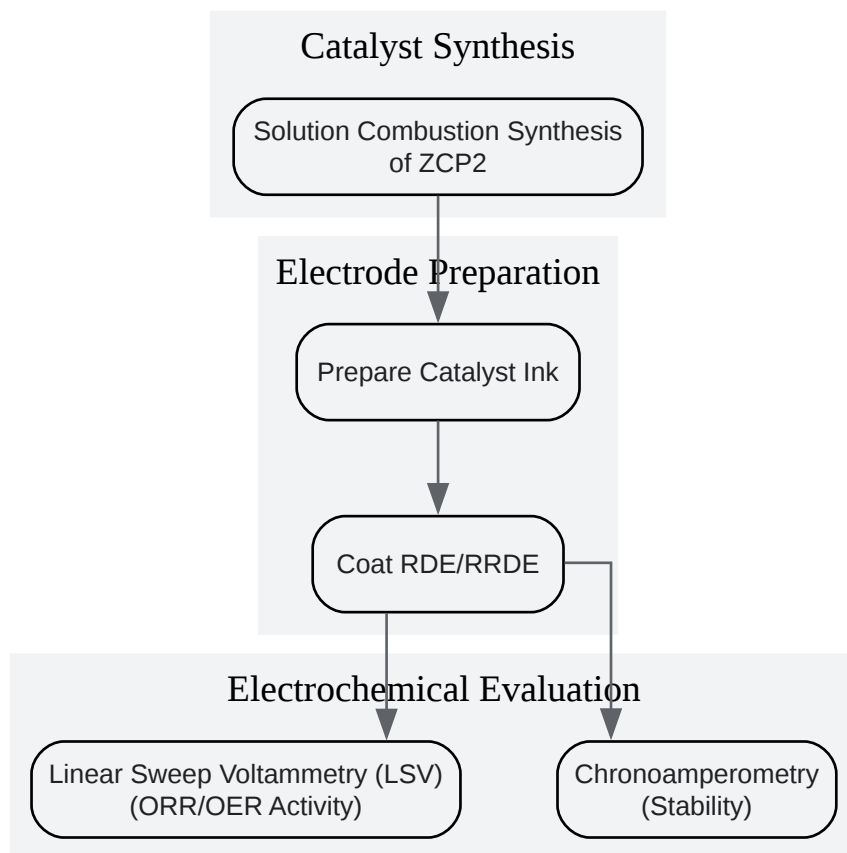 Catalyst Synthesis
Solution Combustion Synthesis
of ZCP2
Electrode Preparation
Prepare Catalyst Ink
Coat RDE/RRDE
Electrochemical Evaluation
Linear Sweep Voltammetry (LSV)
(ORR/OER Activity)
Chronoamperometry
(Stability)